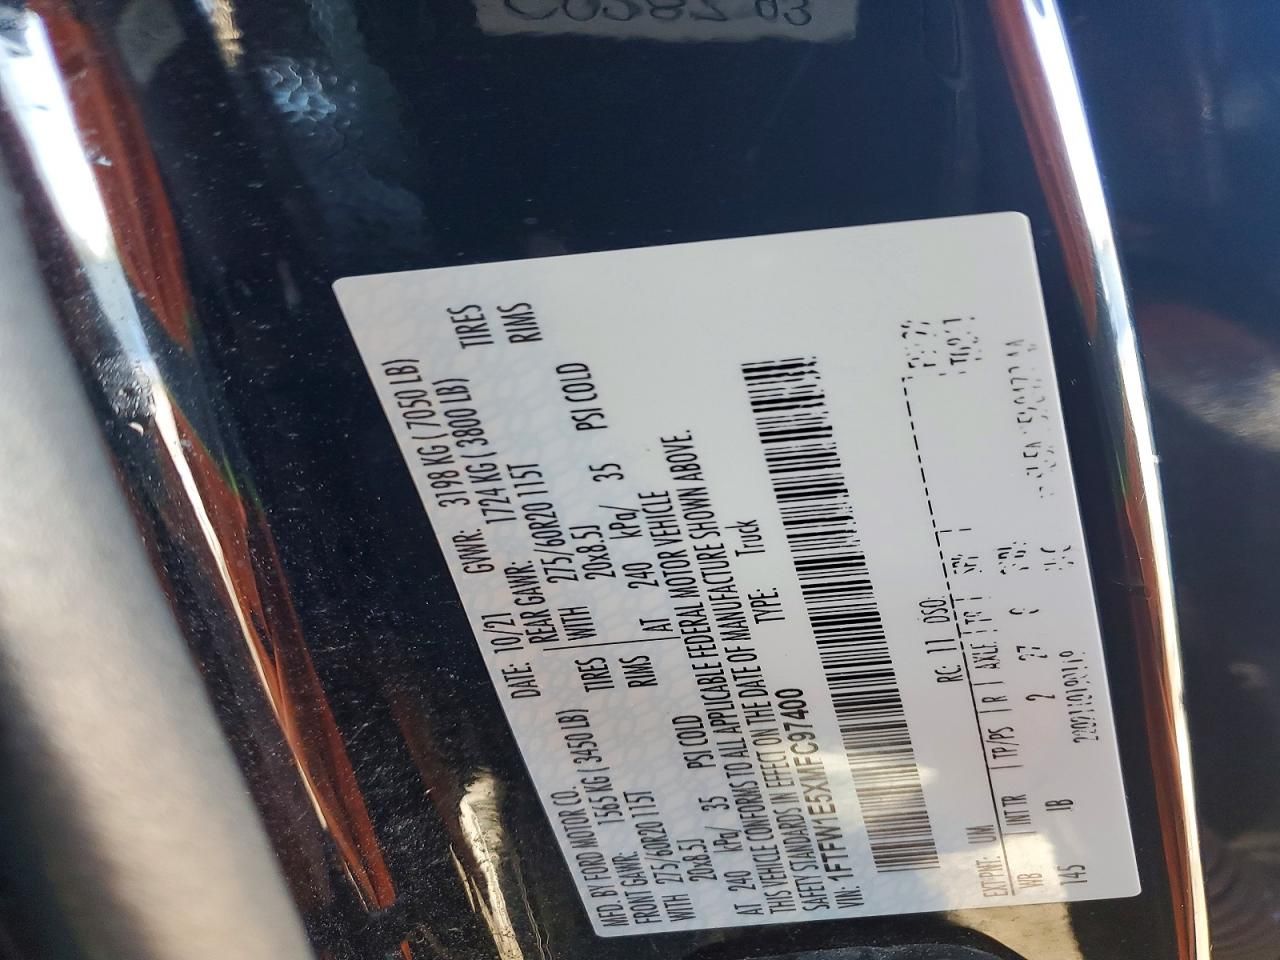 MFD. BY FORD MOTOR CO.
DATE: 10/21 GVWR: 3198 KG ( 7050 LB)
FRONT GAWR: 1565 KG ( 3450 LB)
REAR GAWR: 1724 KG ( 3800 LB)
WITH 275/60R20 115T TIRES
WITH 275/60R20 115T TIRES
20x8.5J RIMS
20x8.5J RIMS
AT 240 kPa/ 35 PSI COLD
AT 240 kPa/ 35 PSI COLD
THIS VEHICLE CONFORMS TO ALL APPLICABLE FEDERAL MOTOR VEHICLE
SAFETY STANDARDS IN EFFECT ON THE DATE OF MANUFACTURE SHOWN ABOVE.
VIN: 1FTFW1E5XMFC97400
TYPE: Truck
EXT PNT: UM RC: 11 DSO:
WB INT TR TP/PS R AXLE TR
145 LB 2 27